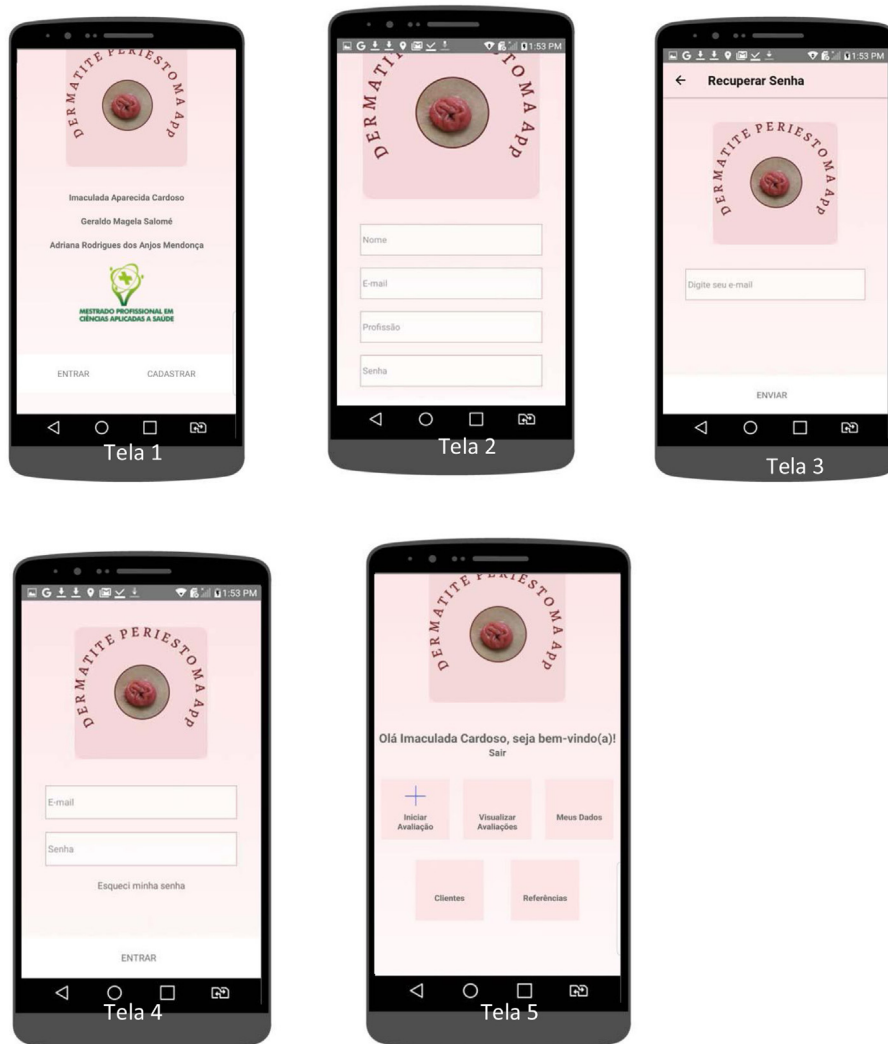 DERMATITE PERIESTOMA APP
Imaculada Aparecida Cardoso
Geraldo Magela Salomé
Adriana Rodrigues dos Anjos Mendonça
MESTRADO PROFISSIONAL EM
CIÊNCIAS APLICADAS A SAÚDE
ENTRAR
CADASTRAR
Tela 1
1:53 PM
DERMATITE PERIESTOMA APP
Nome
E-mail
Profissão
Senha
Tela 2
1:53 PM
Recuperar Senha
DERMATITE PERIESTOMA APP
Digite seu e-mail
ENVIAR
Tela 3
1:53 PM
DERMATITE PERIESTOMA APP
E-mail
Senha
Esqueci minha senha
ENTRAR
Tela 4
DERMATITE PERIESTOMA APP
Olá Imaculada Cardoso, seja bem-vindo(a)!
Sair
Iniciar
Avaliação
Visualizar
Avaliações
Meus Dados
Clientes
Referências
Tela 5